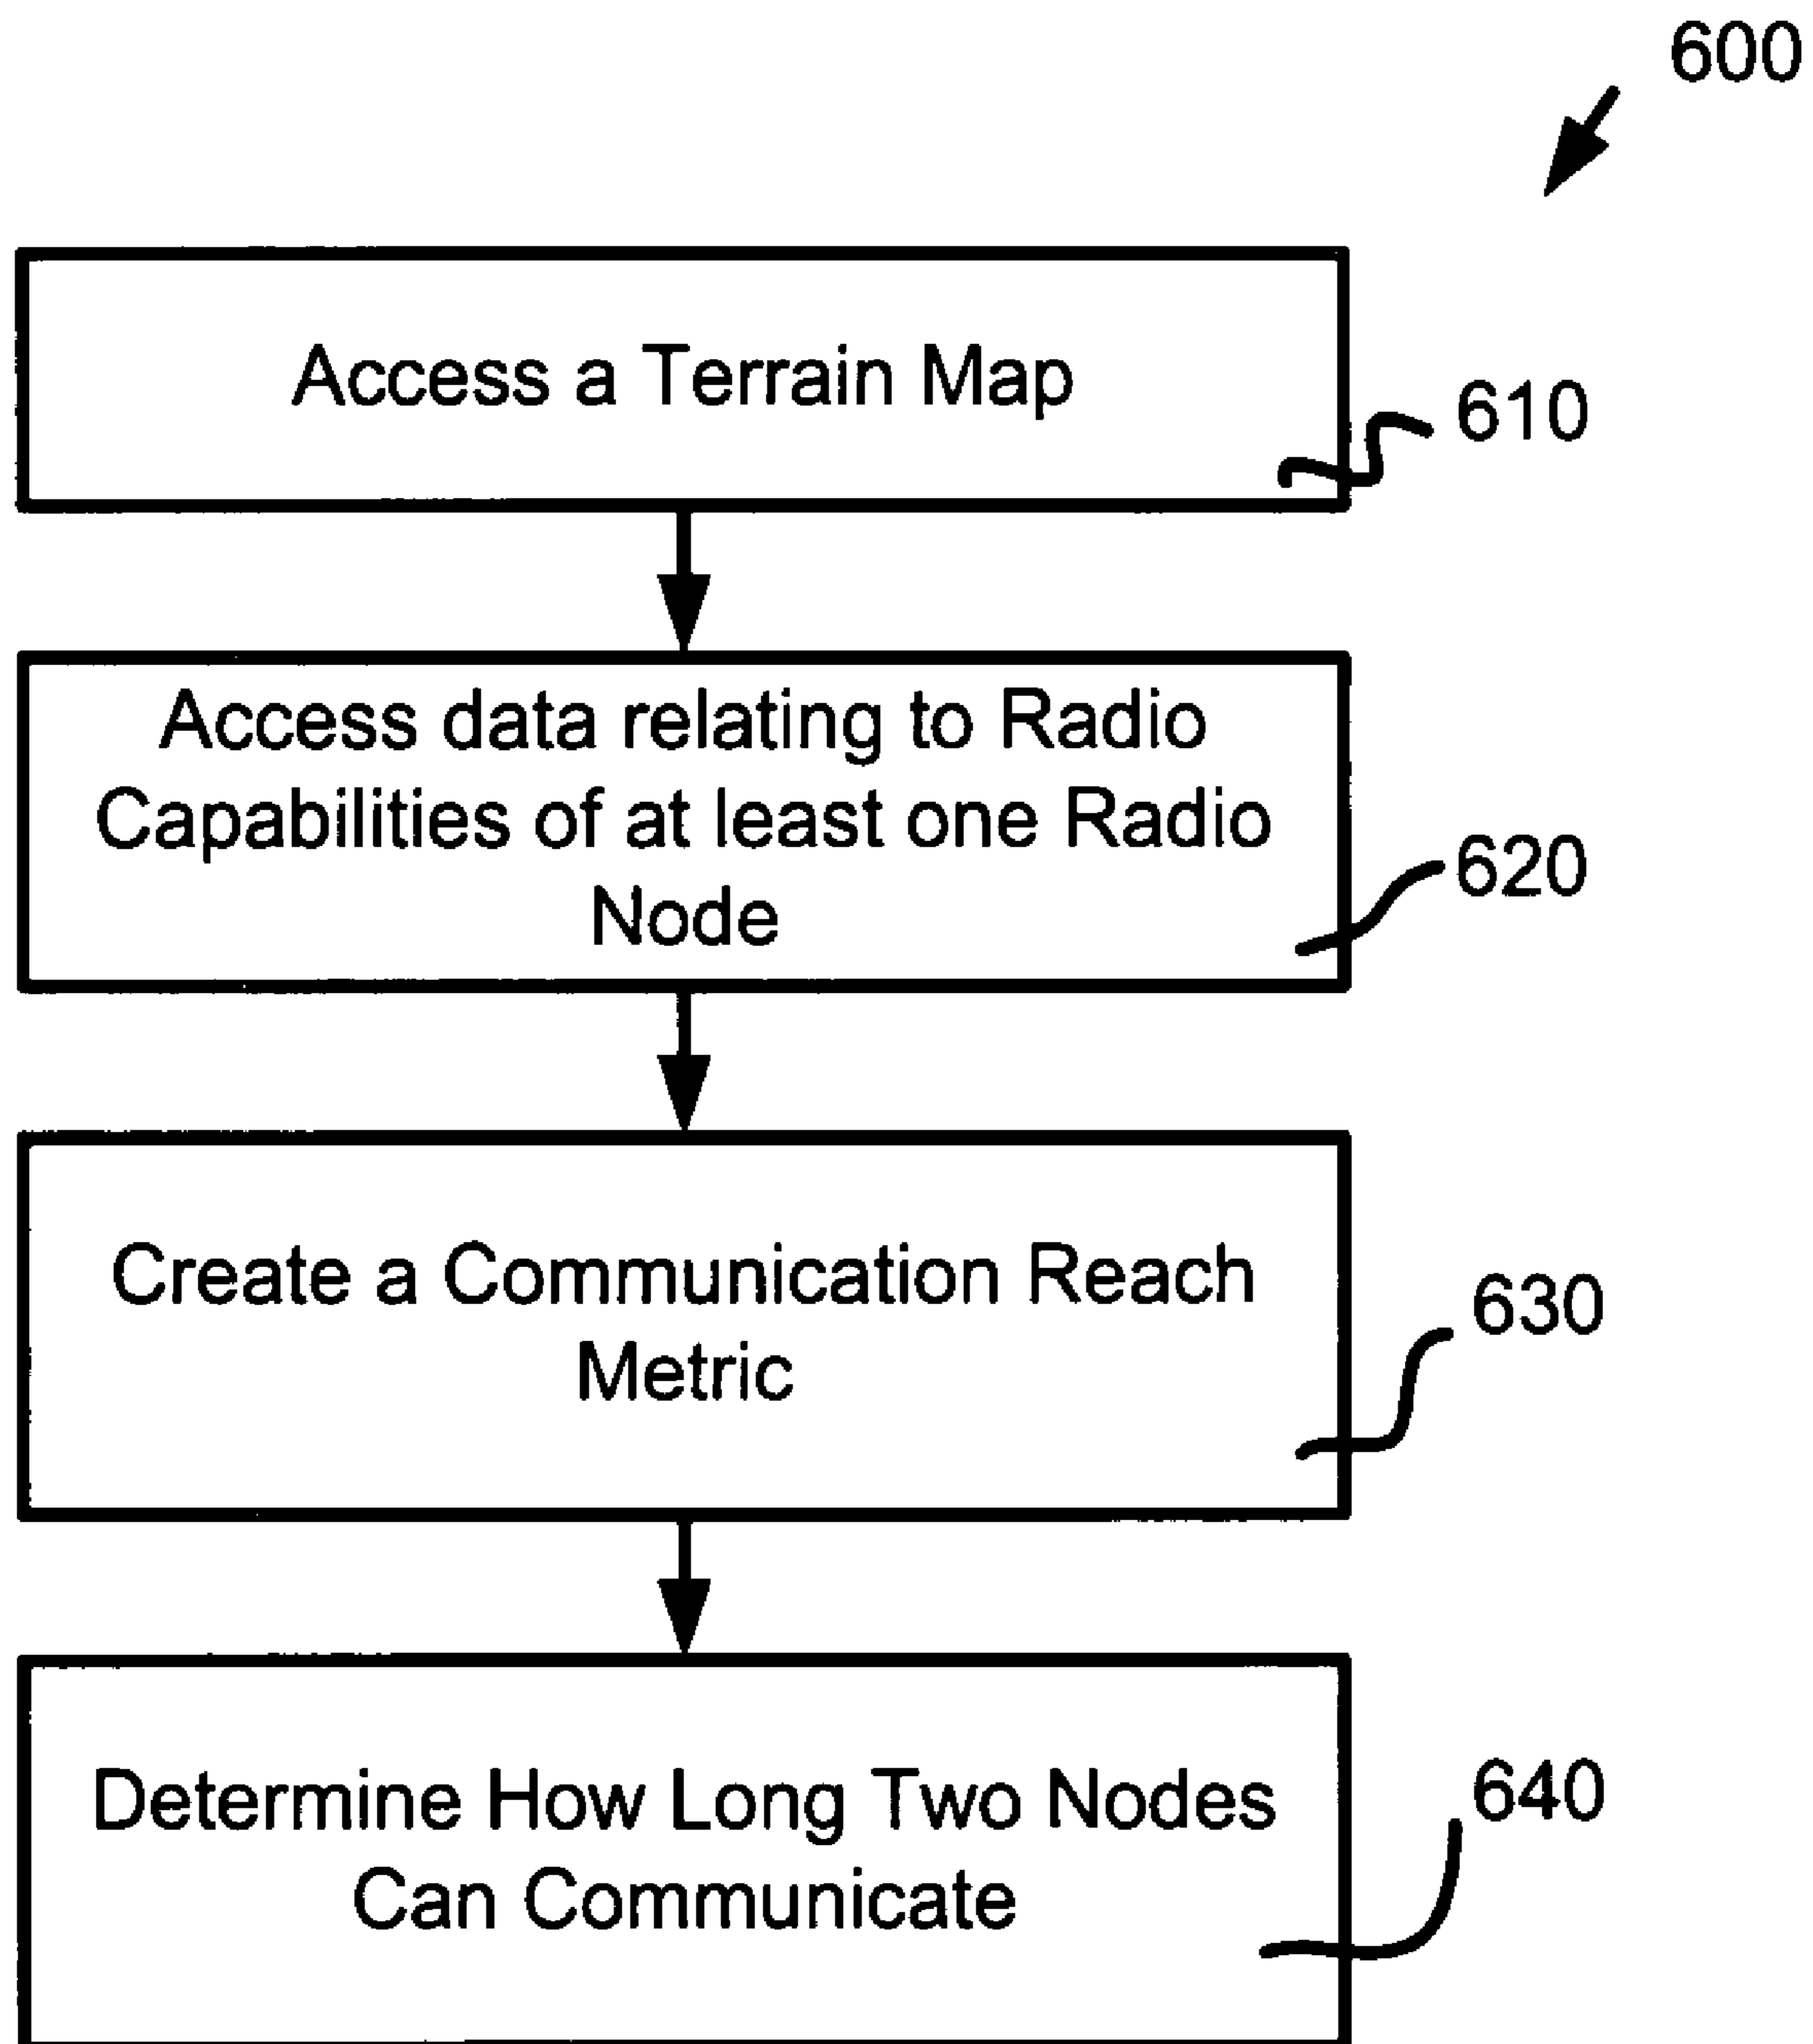 600
Access a Terrain Map
610
Access data relating to Radio
Capabilities of at least one Radio
Node
620
Create a Communication Reach
Metric
630
Determine How Long Two Nodes
Can Communicate
640